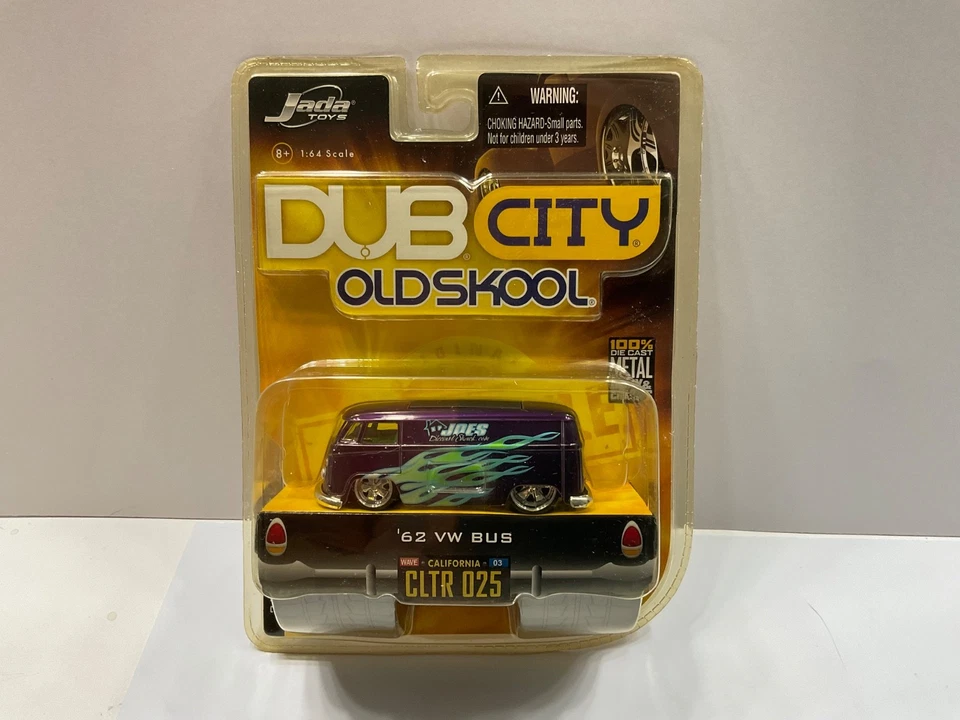 Jada®
TOYS
8+ 1:64 Scale
WARNING:
CHOKING HAZARD-Small parts.
Not for children under 3 years.
DUB® CITY®
OLDSKOOL®
100%
DIE CAST
METAL
JOES
'62 VW BUS
WAVE - CALIFORNIA - 03
CLTR 025